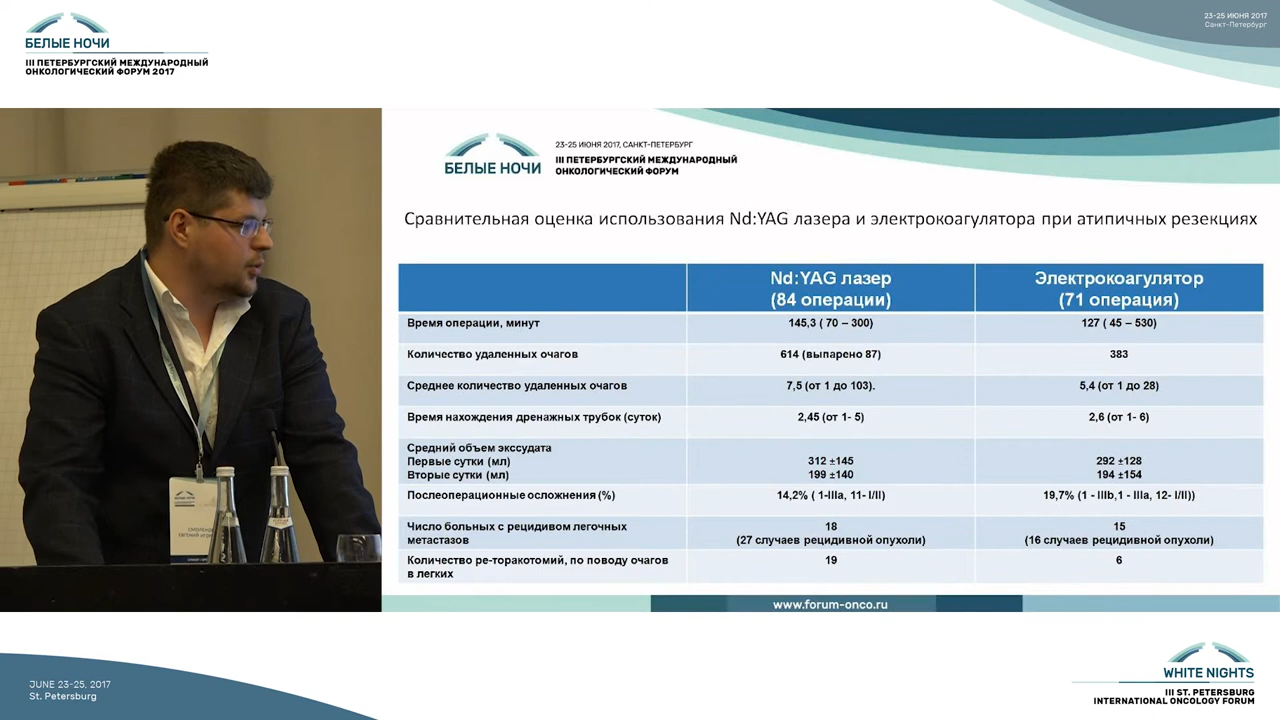 23-25 ИЮНЯ 2017
Санкт-Петербург
БЕЛЫЕ НОЧИ
III ПЕТЕРБУРГСКИЙ МЕЖДУНАРОДНЫЙ
ОНКОЛОГИЧЕСКИЙ ФОРУМ 2017
23-25 ИЮНЯ 2017, САНКТ-ПЕТЕРБУРГ
БЕЛЫЕ НОЧИ
III ПЕТЕРБУРГСКИЙ МЕЖДУНАРОДНЫЙ
ОНКОЛОГИЧЕСКИЙ ФОРУМ
Сравнительная оценка использования Nd:YAG лазера и электрокоагулятора при атипичных резекциях
Nd:YAG лазер
(84 операции)
Электрокоагулятор
(71 операция)
Время операции, минут 145,3 ( 70 – 300) 127 ( 45 – 530)
Количество удаленных очагов 614 (выпарено 87) 383
Среднее количество удаленных очагов 7,5 (от 1 до 103). 5,4 (от 1 до 28)
Время нахождения дренажных трубок (суток) 2,45 (от 1- 5) 2,6 (от 1- 6)
Средний объем экссудата
Первые сутки (мл) 312 ±145 292 ±128
Вторые сутки (мл) 199 ±140 194 ±154
Послеоперационные осложнения (%) 14,2% ( 1-IIIa, 11- I/II) 19,7% (1 - IIIb,1 - IIIa, 12- I/II))
Число больных с рецидивом легочных
метастазов
18
(27 случаев рецидивной опухоли)
15
(16 случаев рецидивной опухоли)
Количество ре-торакотомий, по поводу очагов
в легких
19
6
www.forum-onco.ru
JUNE 23-25, 2017
St. Petersburg
WHITE NIGHTS
III ST. PETERSBURG
INTERNATIONAL ONCOLOGY FORUM